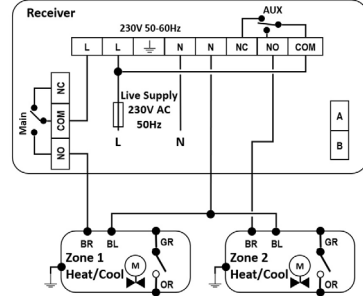 Receiver
230V 50-60Hz
AUX
L L N N NC NO COM
NC
COM
NO
Main
Live Supply
230V AC
50Hz
L N
A
B
BR BL GR
Zone 1
Heat/Cool
M
OR
BR BL GR
Zone 2
Heat/Cool
M
OR